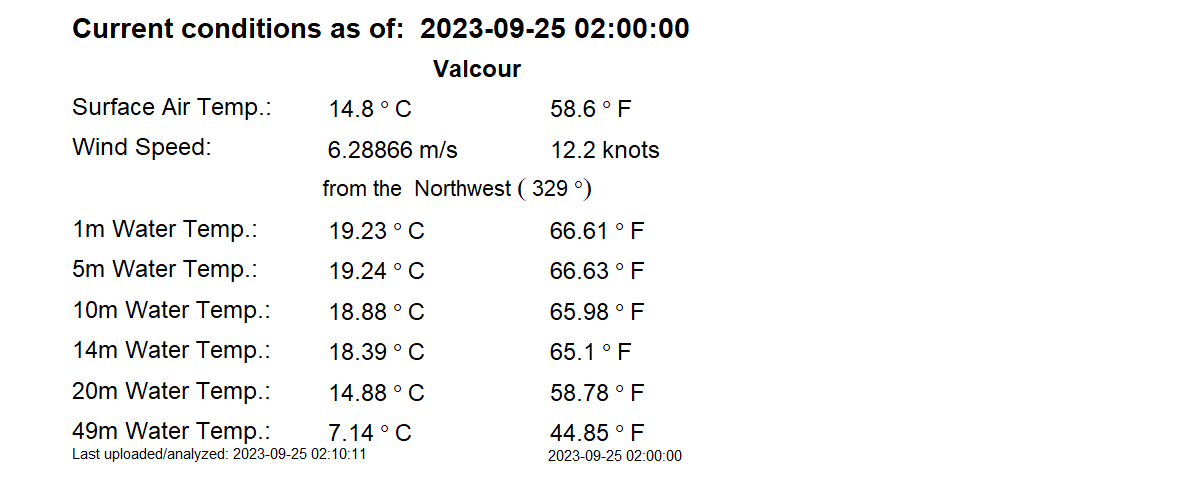 Current conditions as of:  2023-09-25 02:00:00
Valcour
Surface Air Temp.: 14.8 ° C 58.6 ° F
Wind Speed: 6.28866 m/s 12.2 knots
from the  Northwest ( 329 °)
1m Water Temp.: 19.23 ° C 66.61 ° F
5m Water Temp.: 19.24 ° C 66.63 ° F
10m Water Temp.: 18.88 ° C 65.98 ° F
14m Water Temp.: 18.39 ° C 65.1 ° F
20m Water Temp.: 14.88 ° C 58.78 ° F
49m Water Temp.: 7.14 ° C 44.85 ° F
Last uploaded/analyzed: 2023-09-25 02:10:11 2023-09-25 02:00:00